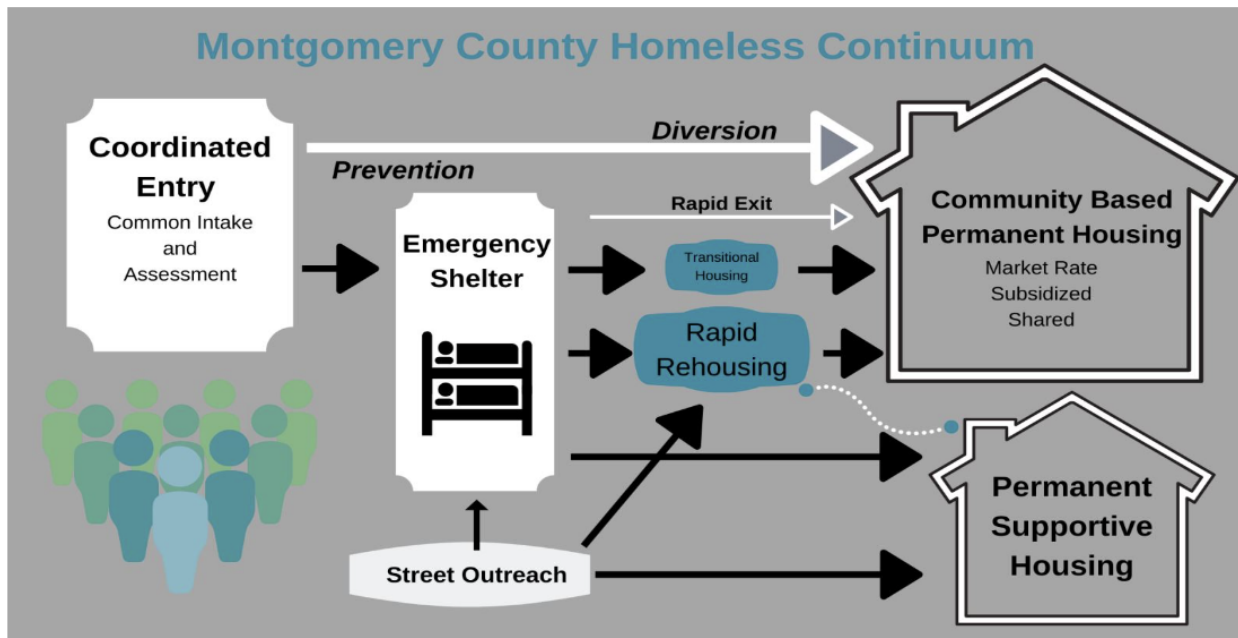 Montgomery County Homeless Continuum
Coordinated
Entry
Common Intake
and
Assessment
Diversion
Prevention
Rapid Exit
Emergency
Shelter
Transitional
Housing
Rapid
Rehousing
Community Based
Permanent Housing
Market Rate
Subsidized
Shared
Street Outreach
Permanent
Supportive
Housing